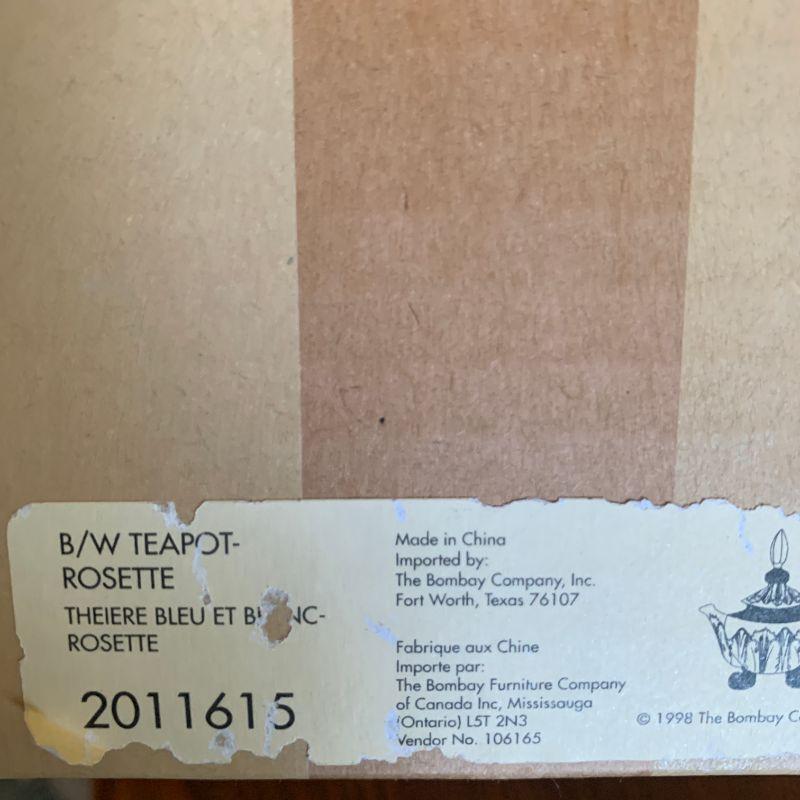 B/W TEAPOT-
ROSETTE
THEIERE BLEU ET
ROSETTE
2011615
Made in China
Imported by:
The Bombay Company, Inc.
Fort Worth, Texas 76107
Fabrique aux Chine
Importe par:
The Bombay Furniture Company
of Canada Inc, Mississauga
(Ontario) L5T 2N3
Vendor No. 106165
© 1998 The Bombay